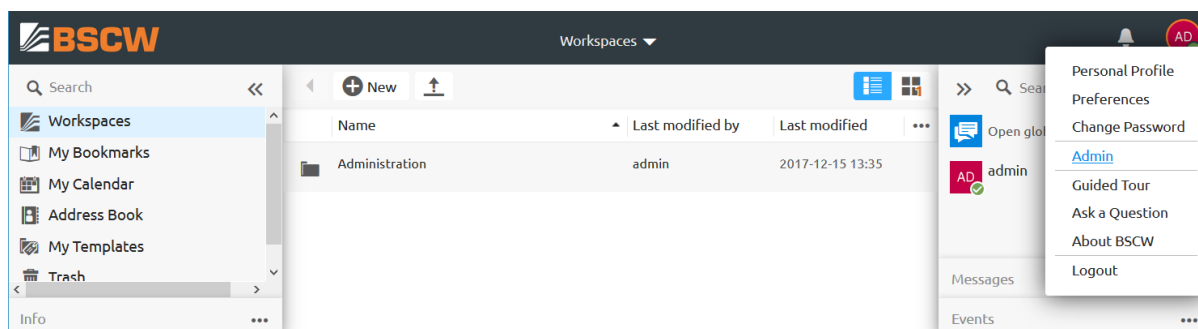 BSCW
Workspaces
AD
Search
Workspaces
My Bookmarks
My Calendar
Address Book
My Templates
Trash
Info
New
1
Name
Last modified by
Last modified
Administration
admin
2017-12-15 13:35
Sear
Open glo
AD
admin
Messages
Events
Personal Profile
Preferences
Change Password
Admin
Guided Tour
Ask a Question
About BSCW
Logout